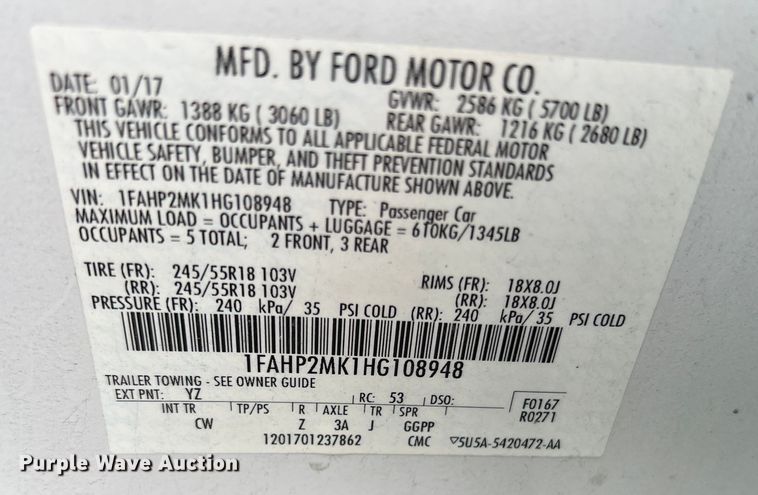 MFD. BY FORD MOTOR CO.
DATE: 01/17 GVWR: 2586 KG ( 5700 LB)
FRONT GAWR: 1388 KG ( 3060 LB) REAR GAWR: 1216 KG ( 2680 LB)
THIS VEHICLE CONFORMS TO ALL APPLICABLE FEDERAL MOTOR
VEHICLE SAFETY, BUMPER, AND THEFT PREVENTION STANDARDS
IN EFFECT ON THE DATE OF MANUFACTURE SHOWN ABOVE.
VIN: 1FAHP2MK1HG108948 TYPE: Passenger Car
MAXIMUM LOAD = OCCUPANTS + LUGGAGE = 610KG/1345LB
OCCUPANTS = 5 TOTAL; 2 FRONT, 3 REAR
TIRE (FR): 245/55R18 103V RIMS (FR): 18X8.0J
(RR): 245/55R18 103V (RR): 18X8.0J
PRESSURE (FR): 240 kPa/ 35 PSI COLD (RR): 240 kPa/ 35 PSI COLD
1FAHP2MK1HG108948
TRAILER TOWING - SEE OWNER GUIDE
EXT PNT: YZ RC: 53 DSO: F0167
R0271
INT TR TP/PS R AXLE TR SPR
CW Z 3A J GGPP
1201701237862 CMC ▽5U5A-5420472-AA
Purple Wave Auction